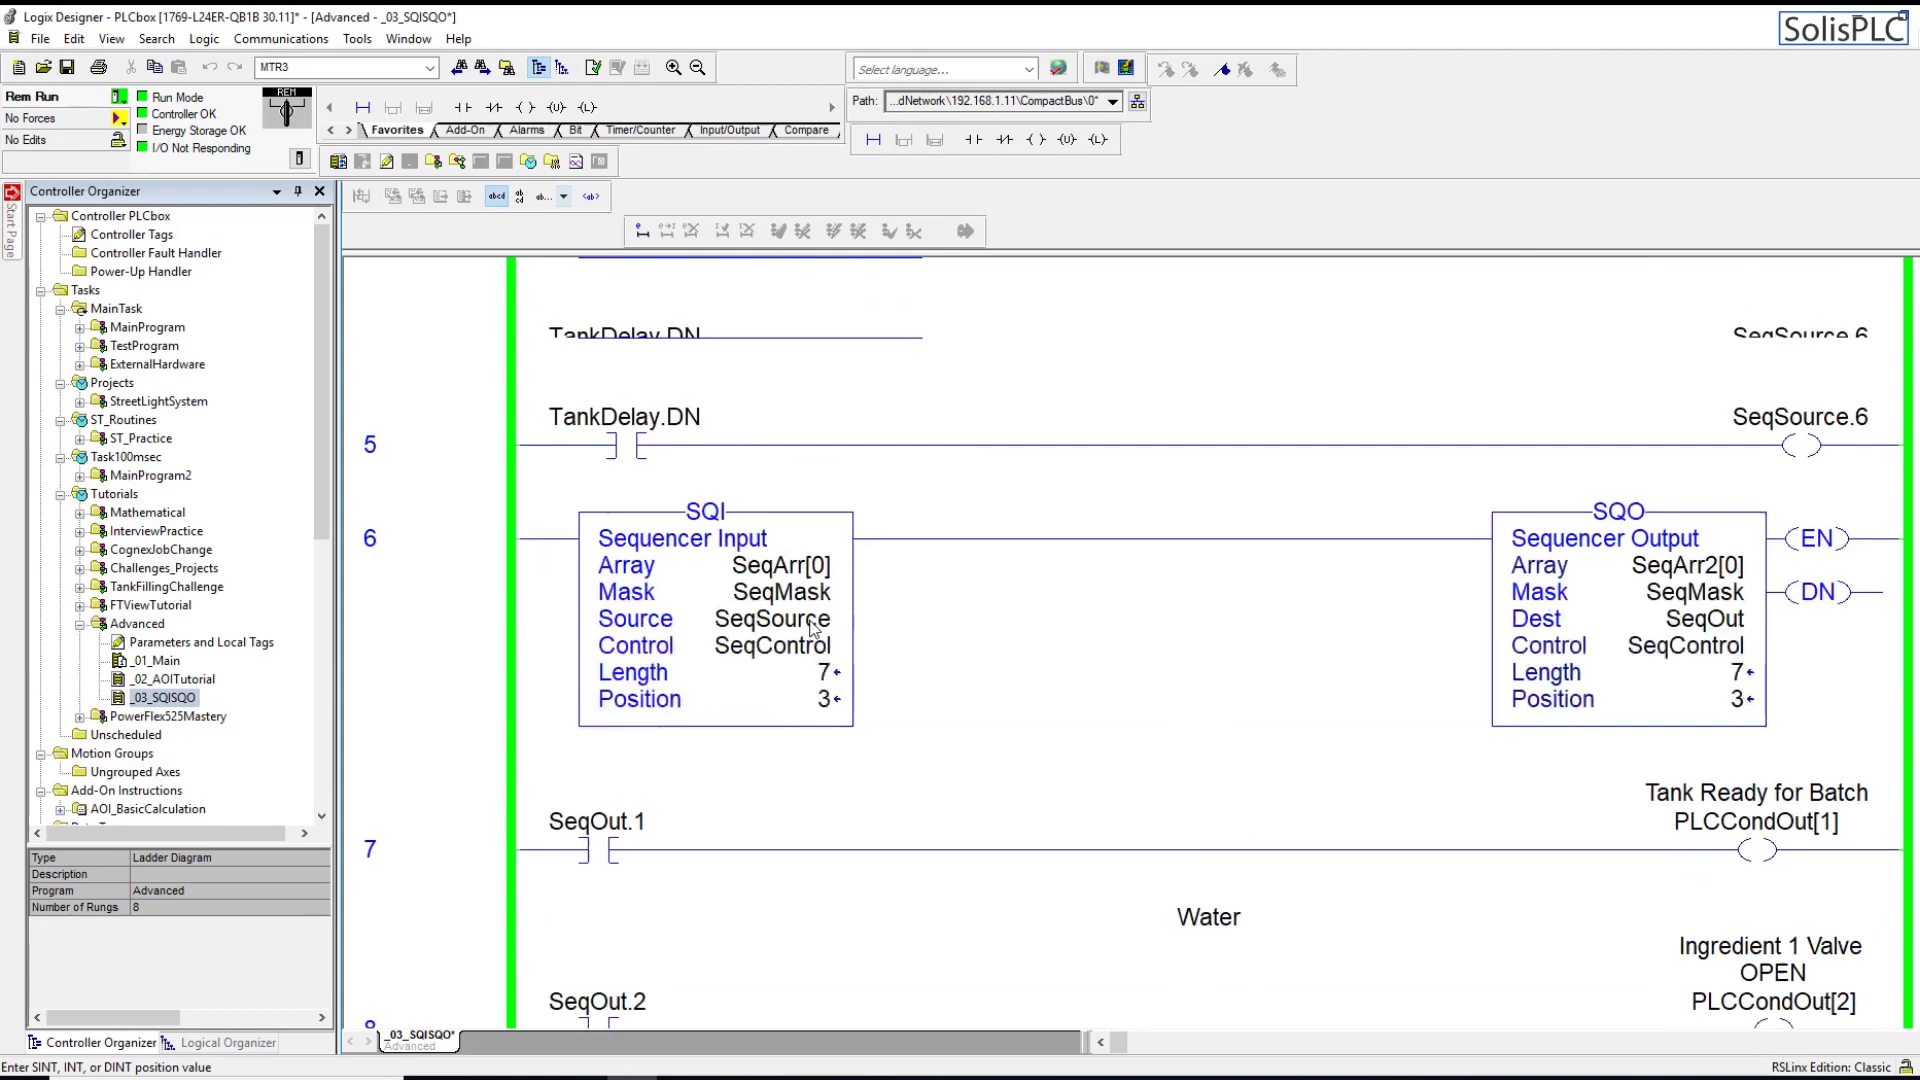 Logix Designer - PLCbox [1769-L24ER-QB1B 30.11]* - [Advanced - _03_SQISQO*]
SolisPLC
File Edit View Search Logic Communications Tools Window Help
MTR3
Select language...
Rem Run
No Forces
No Edits
Run Mode
Controller OK
Energy Storage OK
I/O Not Responding
REM
Path: ...dNetwork\192.168.1.11\CompactBus\0*
Favorites Add-On Alarms Bit Timer/Counter Input/Output Compare
Start Page
Controller Organizer
Controller PLCbox
Controller Tags
Controller Fault Handler
Power-Up Handler
Tasks
MainTask
MainProgram
TestProgram
ExternalHardware
Projects
StreetLightSystem
ST_Routines
ST_Practice
Task100msec
MainProgram2
Tutorials
Mathematical
InterviewPractice
CognexJobChange
Challenges_Projects
TankFillingChallenge
FTViewTutorial
Advanced
Parameters and Local Tags
_01_Main
_02_AOITutorial
_03_SQISQO
PowerFlex525Mastery
Unscheduled
Motion Groups
Ungrouped Axes
Add-On Instructions
AOI_BasicCalculation
Type Ladder Diagram
Description
Program Advanced
Number of Rungs 8
Controller Organizer Logical Organizer
TankDelay.DN SeqSource.6
TankDelay.DN SeqSource.6
5
6
SQI
Sequencer Input
Array SeqArr[0]
Mask SeqMask
Source SeqSource
Control SeqControl
Length 7
Position 3
SQO
Sequencer Output
Array SeqArr2[0]
Mask SeqMask
Dest SeqOut
Control SeqControl
Length 7
Position 3
EN
DN
Tank Ready for Batch
SeqOut.1 PLCCondOut[1]
7
Water
Ingredient 1 Valve
OPEN
SeqOut.2 PLCCondOut[2]
8
_03_SQISQO*
Advanced
Enter SINT, INT, or DINT position value
RSLinx Edition: Classic